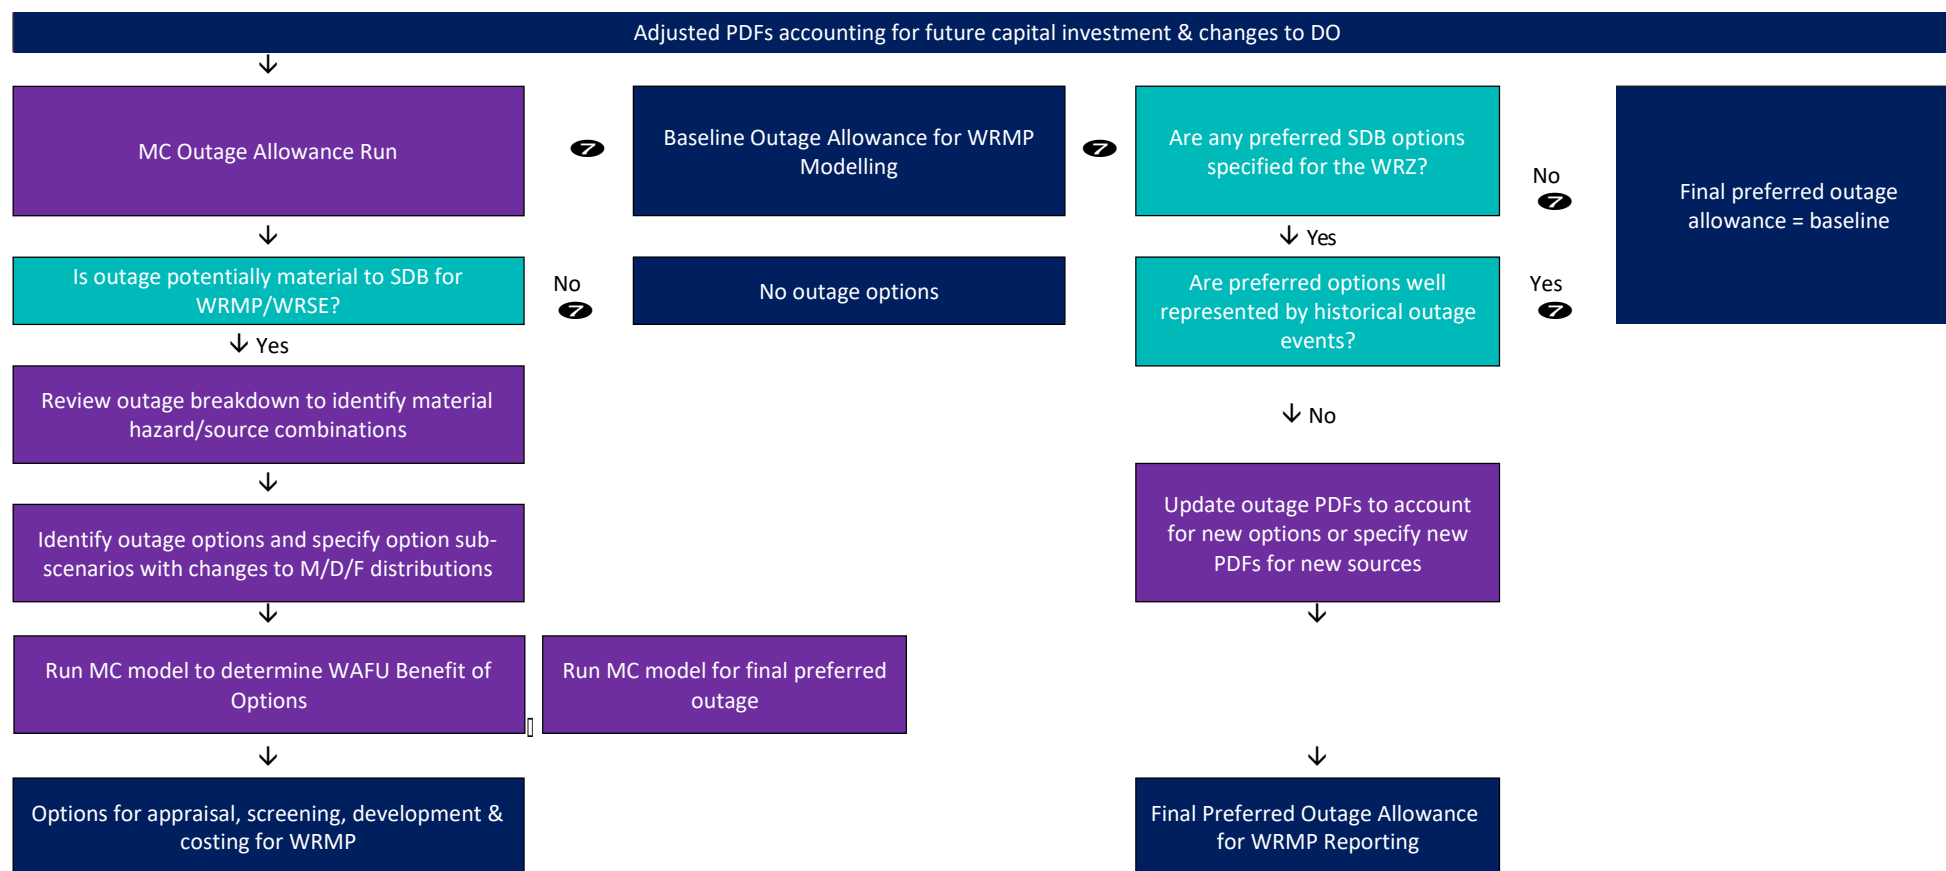 Adjusted PDFs accounting for future capital investment & changes to DO
MC Outage Allowance Run
Baseline Outage Allowance for WRMP
Modelling
Are any preferred SDB options
specified for the WRZ?
No
Final preferred outage
allowance = baseline
Yes
Is outage potentially material to SDB for
WRMP/WRSE?
No
No outage options
Are preferred options well
represented by historical outage
events?
Yes
Yes
Review outage breakdown to identify material
hazard/source combinations
No
Identify outage options and specify option sub-
scenarios with changes to M/D/F distributions
Update outage PDFs to account
for new options or specify new
PDFs for new sources
Run MC model to determine WAFU Benefit of
Options
Run MC model for final preferred
outage
Options for appraisal, screening, development &
costing for WRMP
Final Preferred Outage Allowance
for WRMP Reporting